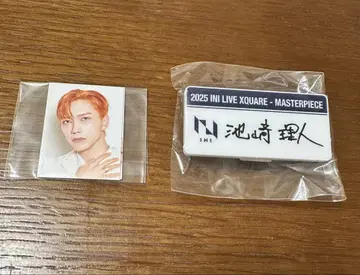 2025 INI LIVE XQUARE - MASTERPIECE
INI
池﨑 理人